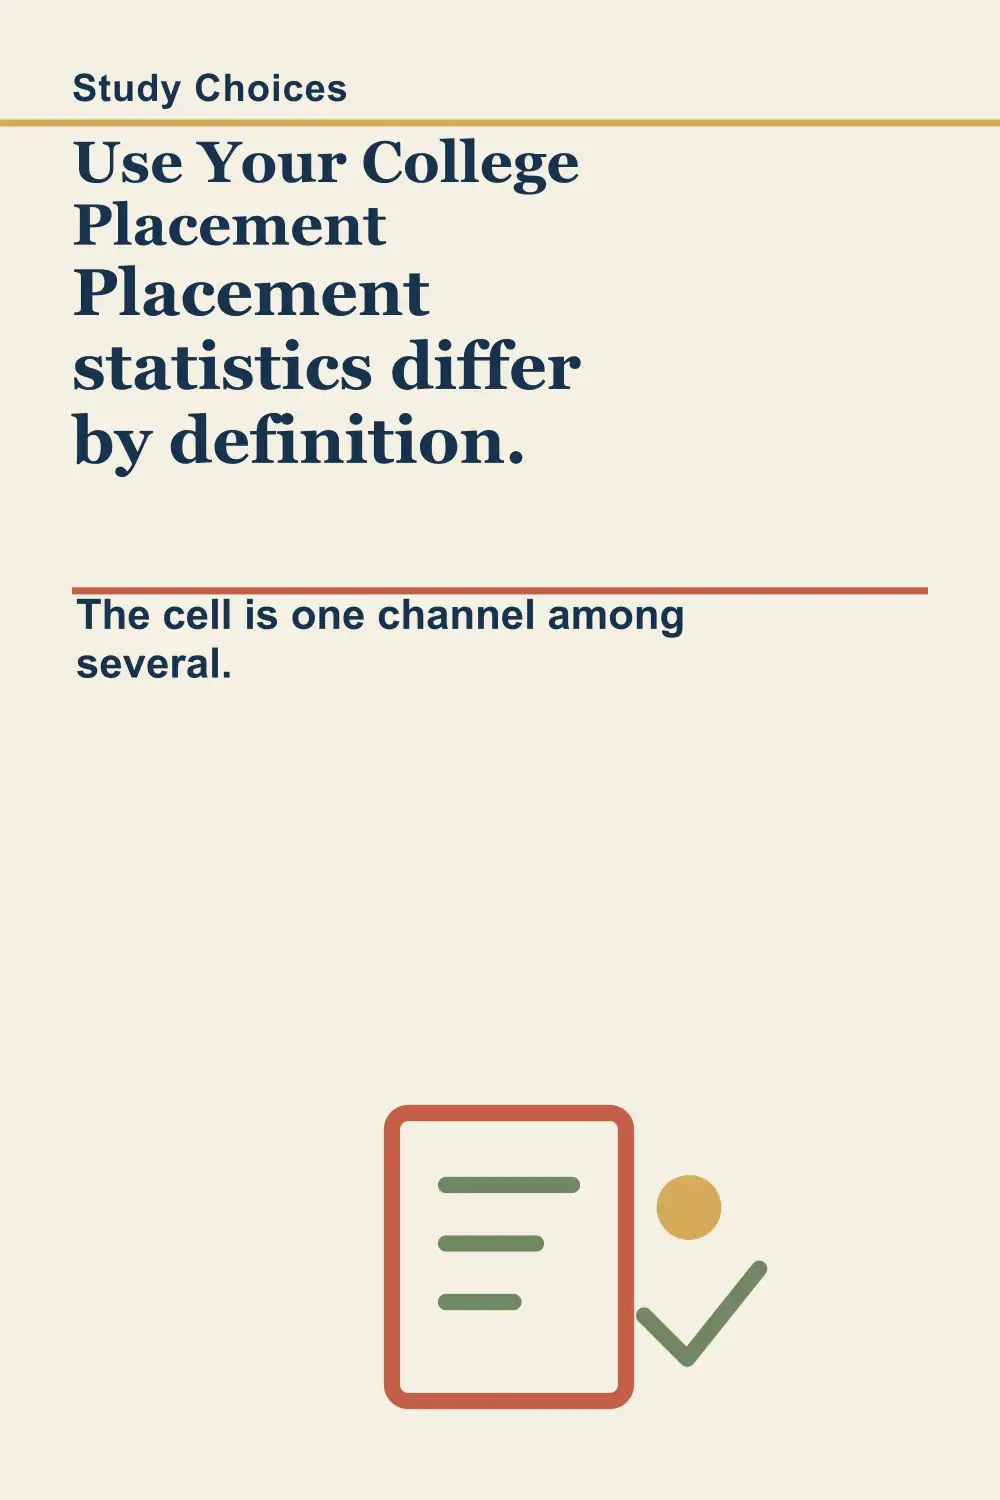 Study Choices
Use Your College
Placement
Placement
statistics differ
by definition.
The cell is one channel among
several.